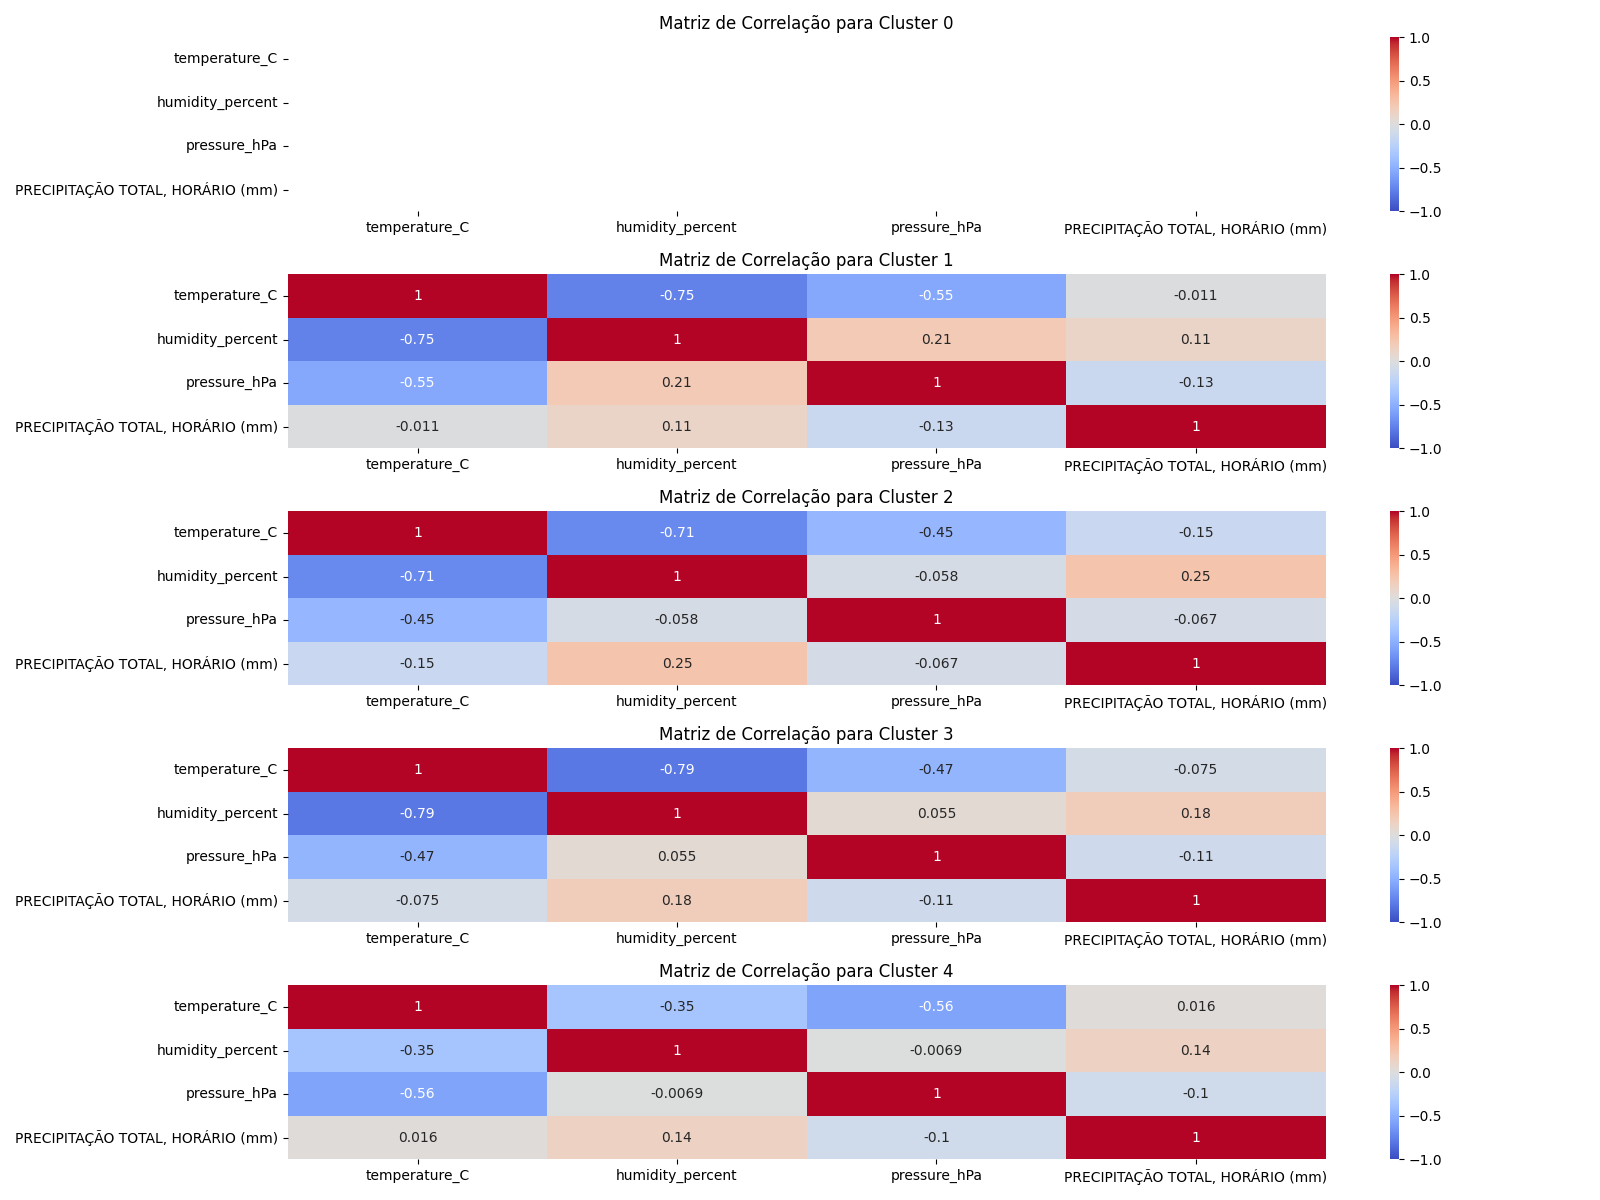 Matriz de Correlação para Cluster 0
temperature_C
humidity_percent
pressure_hPa
PRECIPITAÇÃO TOTAL, HORÁRIO (mm)
temperature_C humidity_percent pressure_hPa PRECIPITAÇÃO TOTAL, HORÁRIO (mm)
1.0
0.5
0.0
−0.5
−1.0
Matriz de Correlação para Cluster 1
temperature_C 1 -0.75 -0.55 -0.011
humidity_percent -0.75 1 0.21 0.11
pressure_hPa -0.55 0.21 1 -0.13
PRECIPITAÇÃO TOTAL, HORÁRIO (mm) -0.011 0.11 -0.13 1
temperature_C humidity_percent pressure_hPa PRECIPITAÇÃO TOTAL, HORÁRIO (mm)
1.0
0.5
0.0
−0.5
−1.0
Matriz de Correlação para Cluster 2
temperature_C 1 -0.71 -0.45 -0.15
humidity_percent -0.71 1 -0.058 0.25
pressure_hPa -0.45 -0.058 1 -0.067
PRECIPITAÇÃO TOTAL, HORÁRIO (mm) -0.15 0.25 -0.067 1
temperature_C humidity_percent pressure_hPa PRECIPITAÇÃO TOTAL, HORÁRIO (mm)
1.0
0.5
0.0
−0.5
−1.0
Matriz de Correlação para Cluster 3
temperature_C 1 -0.79 -0.47 -0.075
humidity_percent -0.79 1 0.055 0.18
pressure_hPa -0.47 0.055 1 -0.11
PRECIPITAÇÃO TOTAL, HORÁRIO (mm) -0.075 0.18 -0.11 1
temperature_C humidity_percent pressure_hPa PRECIPITAÇÃO TOTAL, HORÁRIO (mm)
1.0
0.5
0.0
−0.5
−1.0
Matriz de Correlação para Cluster 4
temperature_C 1 -0.35 -0.56 0.016
humidity_percent -0.35 1 -0.0069 0.14
pressure_hPa -0.56 -0.0069 1 -0.1
PRECIPITAÇÃO TOTAL, HORÁRIO (mm) 0.016 0.14 -0.1 1
temperature_C humidity_percent pressure_hPa PRECIPITAÇÃO TOTAL, HORÁRIO (mm)
1.0
0.5
0.0
−0.5
−1.0